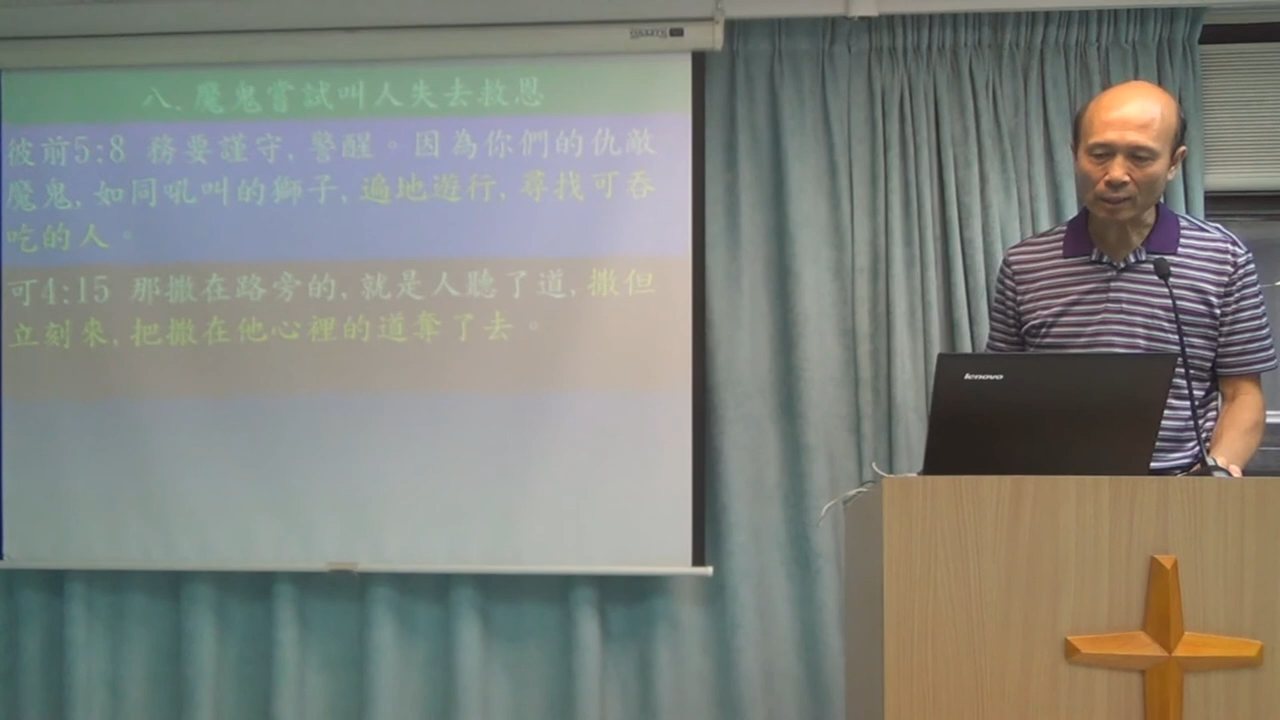 八、魔鬼嘗試叫人失去救恩
彼前5:8 務要謹守,警醒。因為你們的仇敵
魔鬼,如同吼叫的獅子,遍地遊行,尋找可吞
吃的人。
可4:15 那撒在路旁的,就是人聽了道,撒但
立刻來,把撒在他心裡的道奪了去。
lenovo